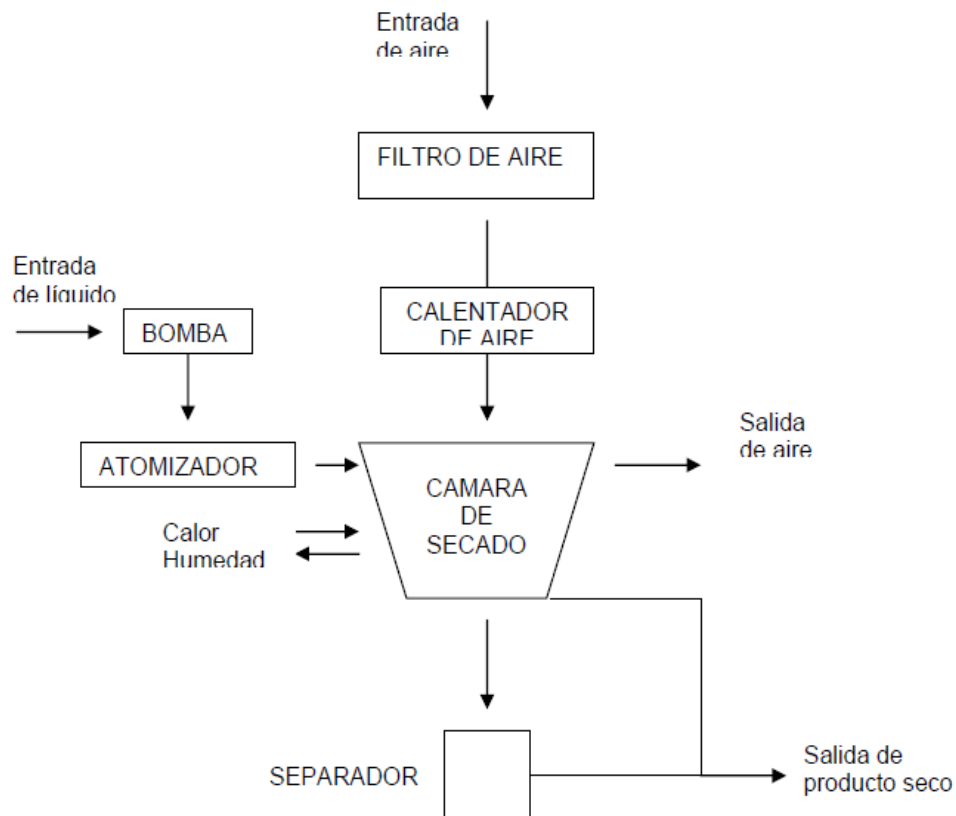 Entrada
de aire
FILTRO DE AIRE
Entrada
de líquido
BOMBA
CALENTADOR
DE AIRE
ATOMIZADOR
CAMARA
DE
SECADO
Salida
de aire
Calor
Humedad
SEPARADOR
Salida de
producto seco